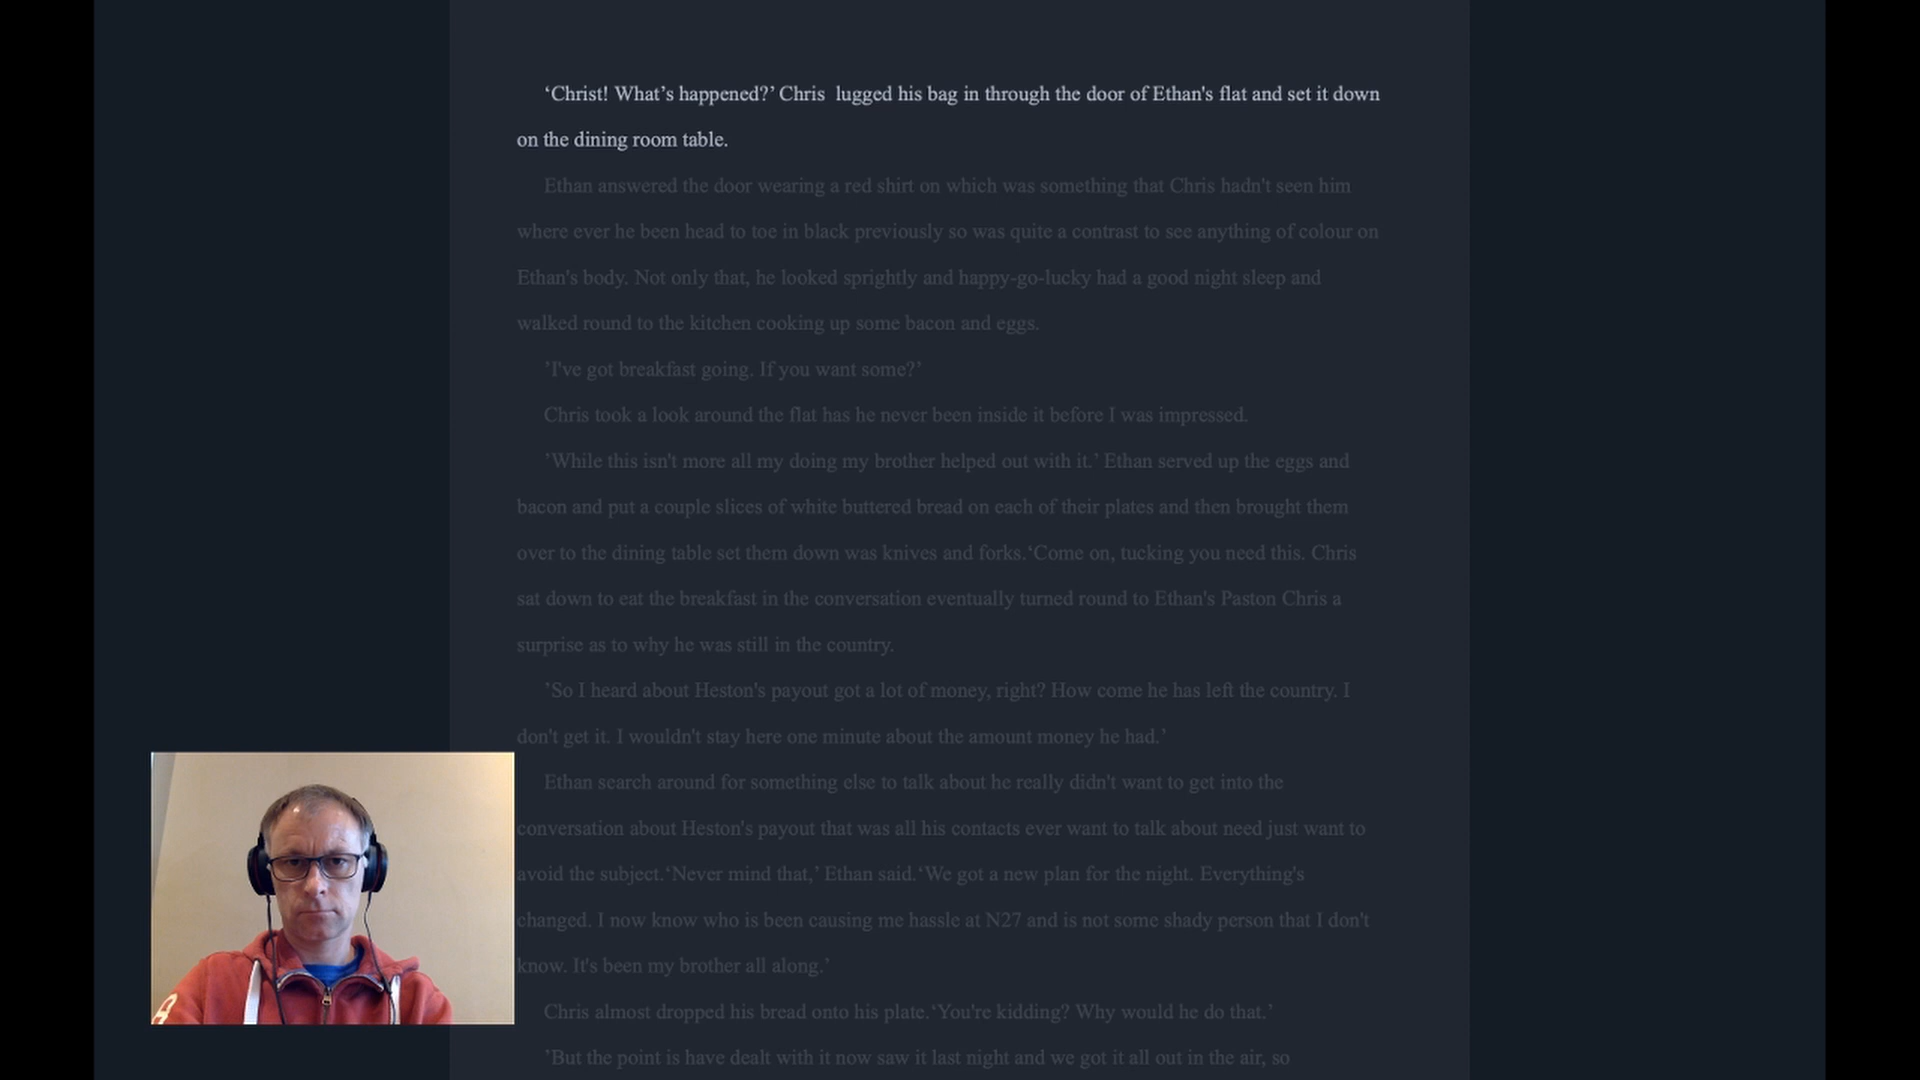 ‘Christ! What’s happened?’ Chris  lugged his bag in through the door of Ethan's flat and set it down
on the dining room table.
Ethan answered the door wearing a red shirt on which was something that Chris hadn't seen him
where ever he been head to toe in black previously so was quite a contrast to see anything of colour on
Ethan's body. Not only that, he looked sprightly and happy-go-lucky had a good night sleep and
walked round to the kitchen cooking up some bacon and eggs.
’I've got breakfast going. If you want some?’
Chris took a look around the flat has he never been inside it before I was impressed.
’While this isn't more all my doing my brother helped out with it.’ Ethan served up the eggs and
bacon and put a couple slices of white buttered bread on each of their plates and then brought them
over to the dining table set them down was knives and forks.‘Come on, tucking you need this. Chris
sat down to eat the breakfast in the conversation eventually turned round to Ethan's Paston Chris a
surprise as to why he was still in the country.
’So I heard about Heston's payout got a lot of money, right? How come he has left the country. I
don't get it. I wouldn't stay here one minute about the amount money he had.’
Ethan search around for something else to talk about he really didn't want to get into the
conversation about Heston's payout that was all his contacts ever want to talk about need just want to
avoid the subject.‘Never mind that,’ Ethan said.‘We got a new plan for the night. Everything's
changed. I now know who is been causing me hassle at N27 and is not some shady person that I don't
know. It's been my brother all along.’
Chris almost dropped his bread onto his plate.‘You're kidding? Why would he do that.’
’But the point is have dealt with it now saw it last night and we got it all out in the air, so